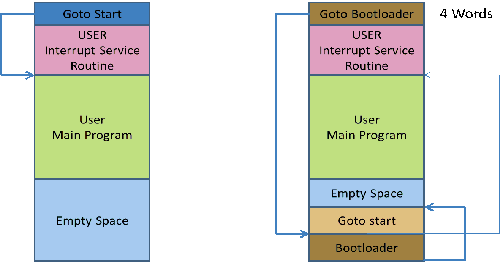 Goto Start
USER
Interrupt Service
Routine
User
Main Program
Empty Space
Goto Bootloader
4 Words
USER
Interrupt Service
Routine
User
Main Program
Empty Space
Goto start
Bootloader